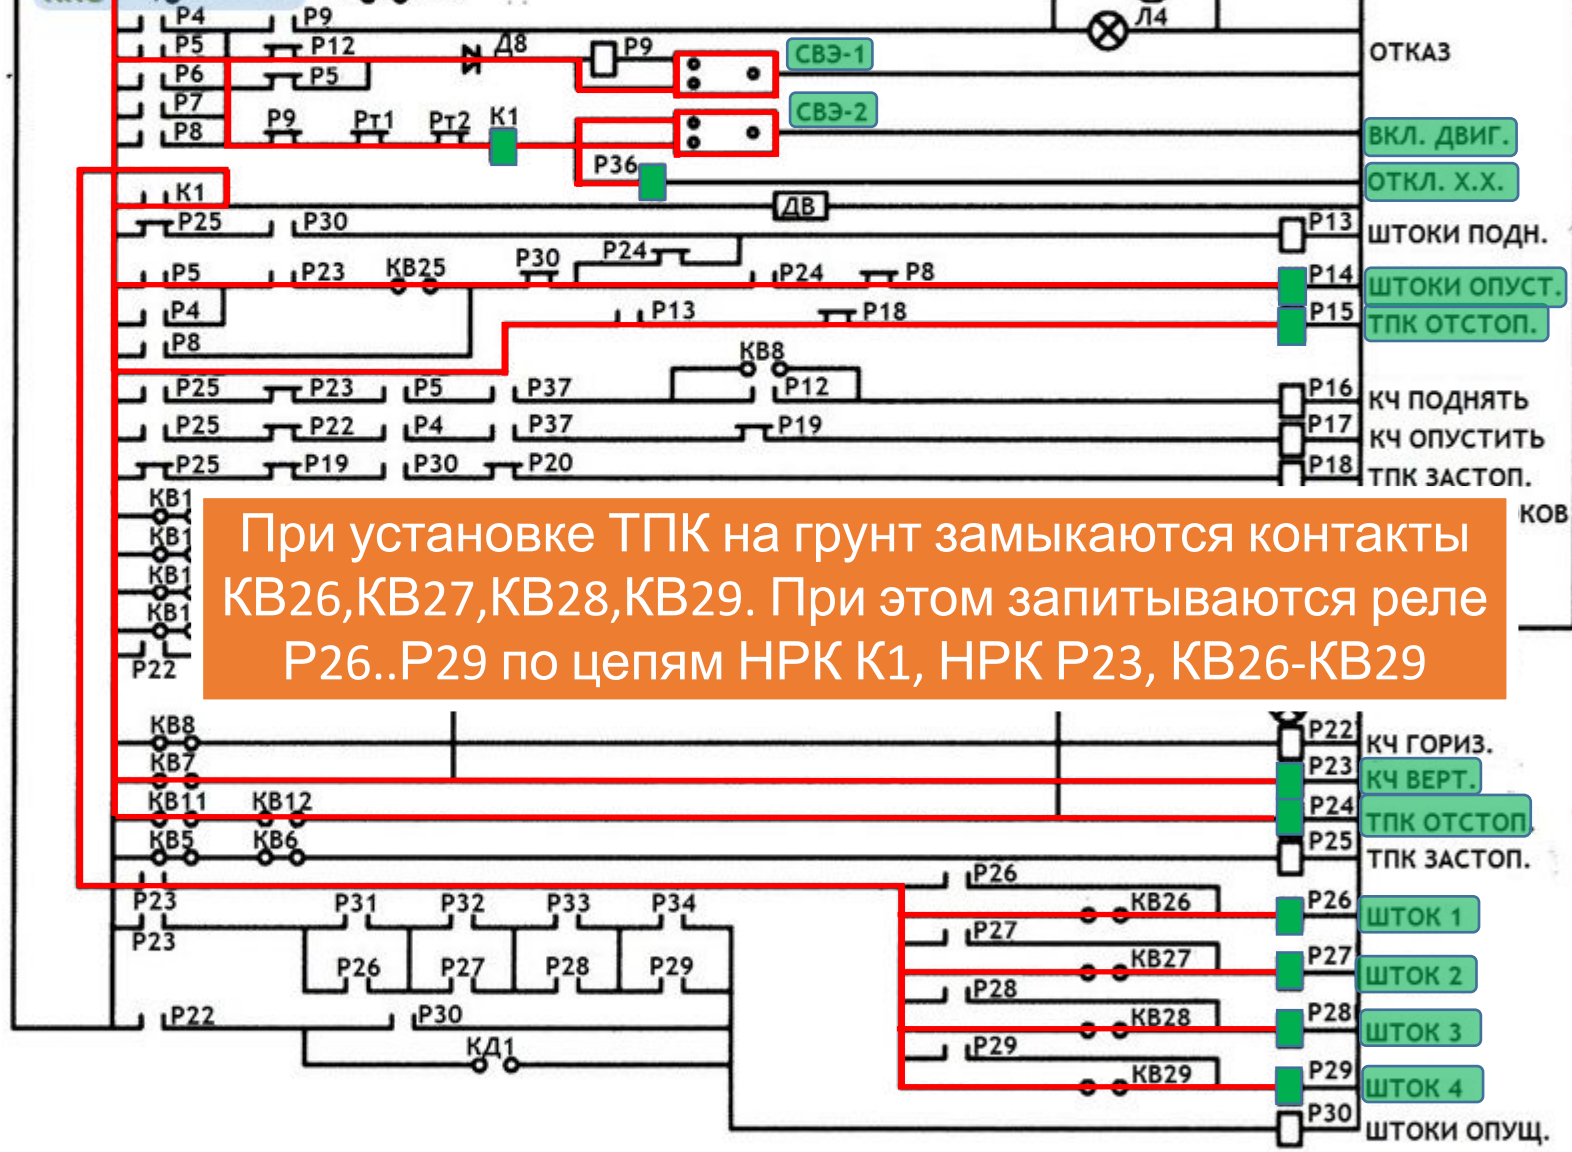 Р4 Р9 Л4
Р5 Р12 Д8 Р9 СВЭ-1 ОТКАЗ
Р6 Р5
Р7 К1 СВЭ-2
Р8 Р9 Рт1 Рт2 ВКЛ. ДВИГ.
Р36 ОТКЛ. Х.Х.
К1 ДВ
Р25 Р30 Р13 ШТОКИ ПОДН.
Р24
Р5 Р23 КВ25 Р30 Р24 Р8 Р14 ШТОКИ ОПУСТ.
Р4 Р13 Р18 Р15 ТПК ОТСТОП.
Р8 КВ8
Р25 Р23 Р5 Р37 Р12 Р16 КЧ ПОДНЯТЬ
Р25 Р22 Р4 Р37 Р19 Р17 КЧ ОПУСТИТЬ
Р25 Р19 Р30 Р20 Р18 ТПК ЗАСТОП.
КВ1
КОВ
КВ1
КВ1
КВ1
Р22
При установке ТПК на грунт замыкаются контакты
КВ26,КВ27,КВ28,КВ29. При этом запитываются реле
Р26..Р29 по цепям НРК К1, НРК Р23, КВ26-КВ29
КВ8 Р22 КЧ ГОРИЗ.
КВ7 Р23 КЧ ВЕРТ.
КВ11 КВ12 Р24 ТПК ОТСТОП.
КВ5 КВ6 Р25 ТПК ЗАСТОП.
Р26
Р23 Р31 Р32 Р33 Р34 КВ26 Р26 ШТОК 1
Р23 Р27
Р26 Р27 Р28 Р29 КВ27 Р27 ШТОК 2
Р28
Р22 Р30 КВ28 Р28 ШТОК 3
КД1 Р29
КВ29 Р29 ШТОК 4
Р30 ШТОКИ ОПУЩ.